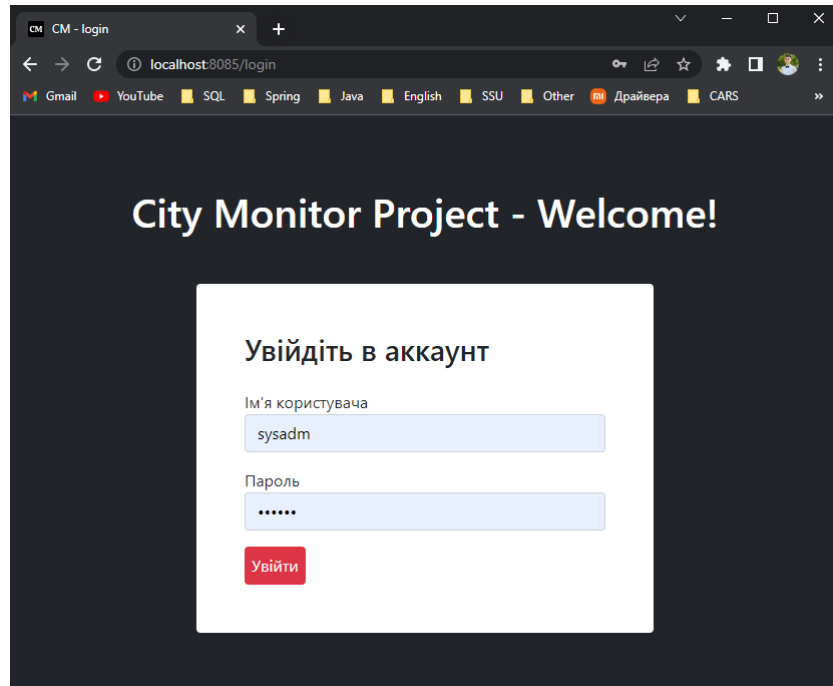 CM CM - login
localhost:8085/login
Gmail YouTube SQL Spring Java English SSU Other Драйвера CARS »
City Monitor Project - Welcome!
Увійдіть в аккаунт
Ім'я користувача
sysadm
Пароль
••••••
Увійти